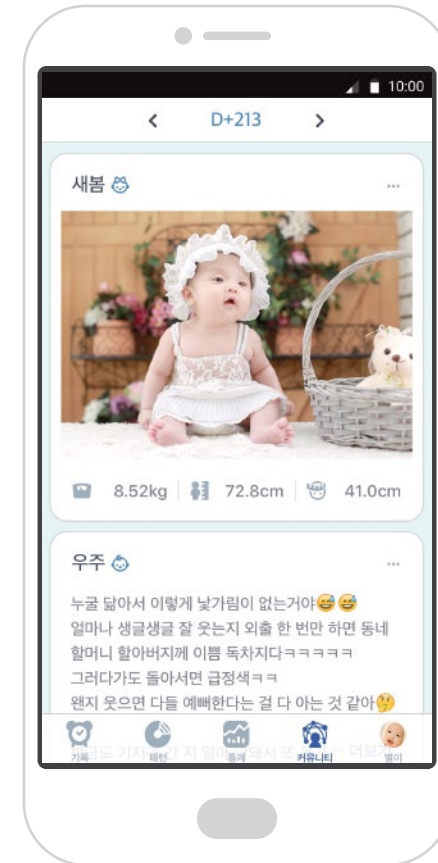 10:00
D+213
새봄
8.52kg
72.8cm
41.0cm
우주
누굴 닮아서 이렇게 낯가림이 없는거야😅😅
얼마나 생글생글 잘 웃는지 외출 한 번만 하면 동네
할머니 할아버지께 이쁨 독차지다ㅋㅋㅋㅋㅋ
그러다가도 돌아서면 급정색ㅋㅋ
왠지 웃으면 다들 예뻐한다는 걸 다 아는 것 같아🤔
더보기
기록
패턴
통계
커뮤니티
별이